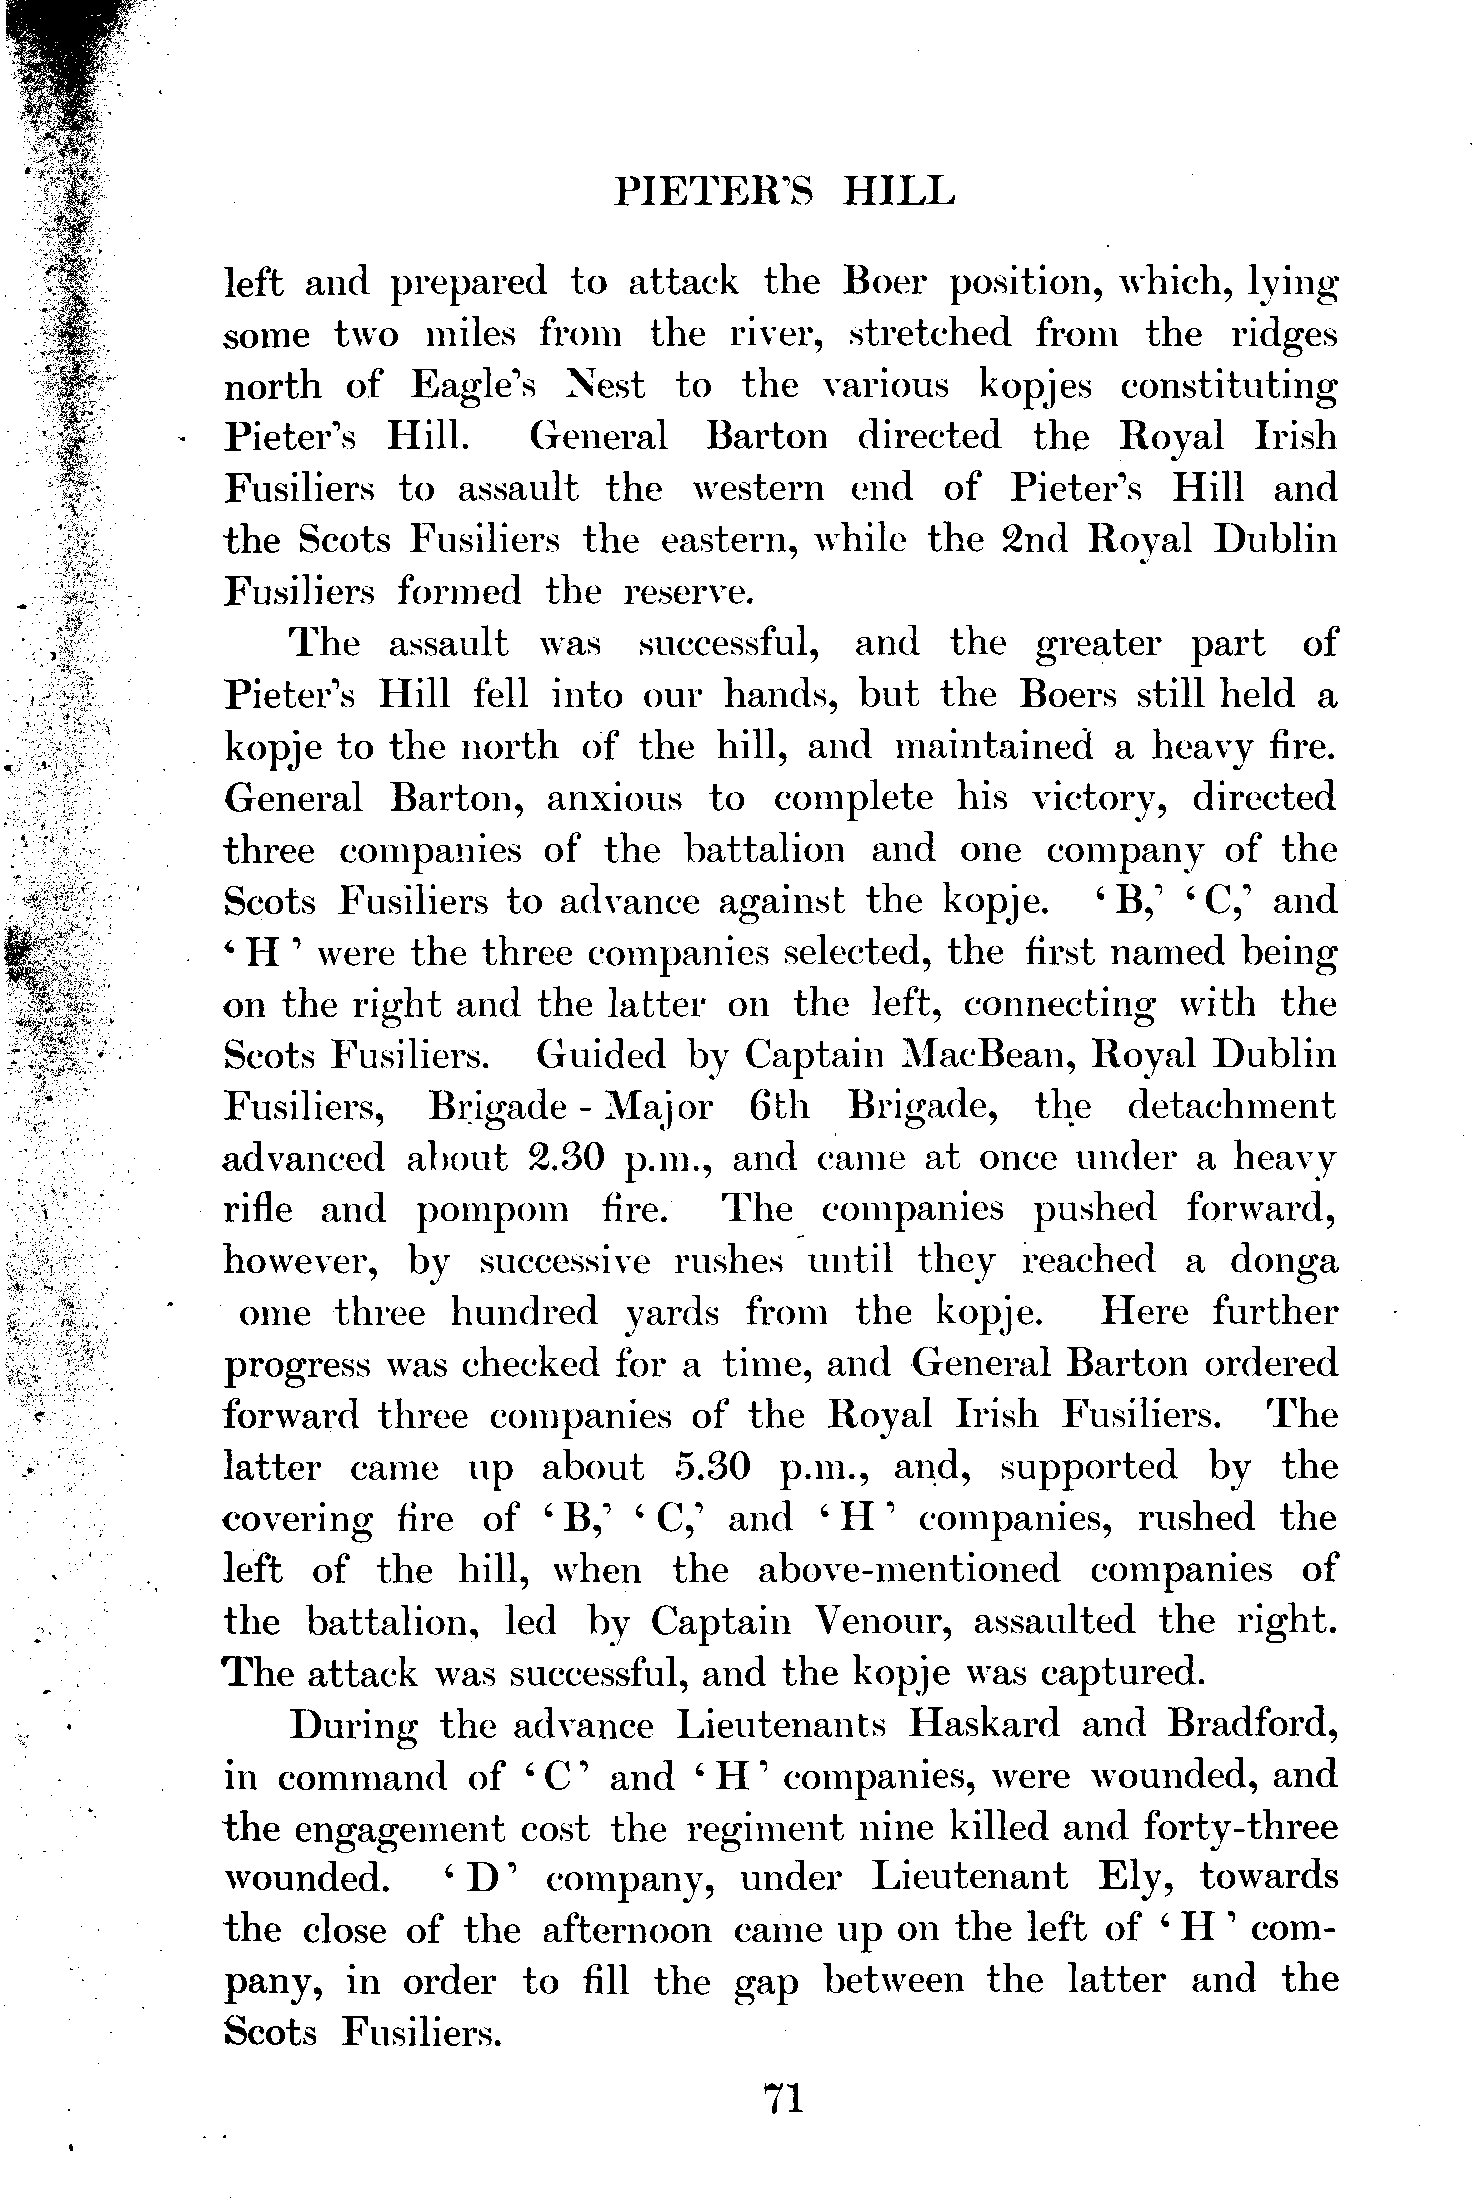 PIETER'S HILL
left and prepared to attack the Boer position, which, lying
some two miles from the river, stretched from the ridges
north of Eagle's Nest to the various kopjes constituting
Pieter's Hill. General Barton directed the Royal Irish
Fusiliers to assault the western end of Pieter's Hill and
the Scots Fusiliers the eastern, while the 2nd Royal Dublin
Fusiliers formed the reserve.
The assault was successful, and the greater part of
Pieter's Hill fell into our hands, but the Boers still held a
kopje to the north of the hill, and maintained a heavy fire.
General Barton, anxious to complete his victory, directed
three companies of the battalion and one company of the
Scots Fusiliers to advance against the kopje. ‘B,’ ‘C,’ and
‘H’ were the three companies selected, the first named being
on the right and the latter on the left, connecting with the
Scots Fusiliers. Guided by Captain MacBean, Royal Dublin
Fusiliers, Brigade-Major 6th Brigade, the detachment
advanced about 2.30 p.m., and came at once under a heavy
rifle and pompom fire. The companies pushed forward,
however, by successive rushes until they reached a donga
ome three hundred yards from the kopje. Here further
progress was checked for a time, and General Barton ordered
forward three companies of the Royal Irish Fusiliers. The
latter came up about 5.30 p.m., and, supported by the
covering fire of ‘B,’ ‘C,’ and ‘H’ companies, rushed the
left of the hill, when the above-mentioned companies of
the battalion, led by Captain Venour, assaulted the right.
The attack was successful, and the kopje was captured.
During the advance Lieutenants Haskard and Bradford,
in command of ‘C’ and ‘H’ companies, were wounded, and
the engagement cost the regiment nine killed and forty-three
wounded. ‘D’ company, under Lieutenant Ely, towards
the close of the afternoon came up on the left of ‘H’ com-
pany, in order to fill the gap between the latter and the
Scots Fusiliers.
71